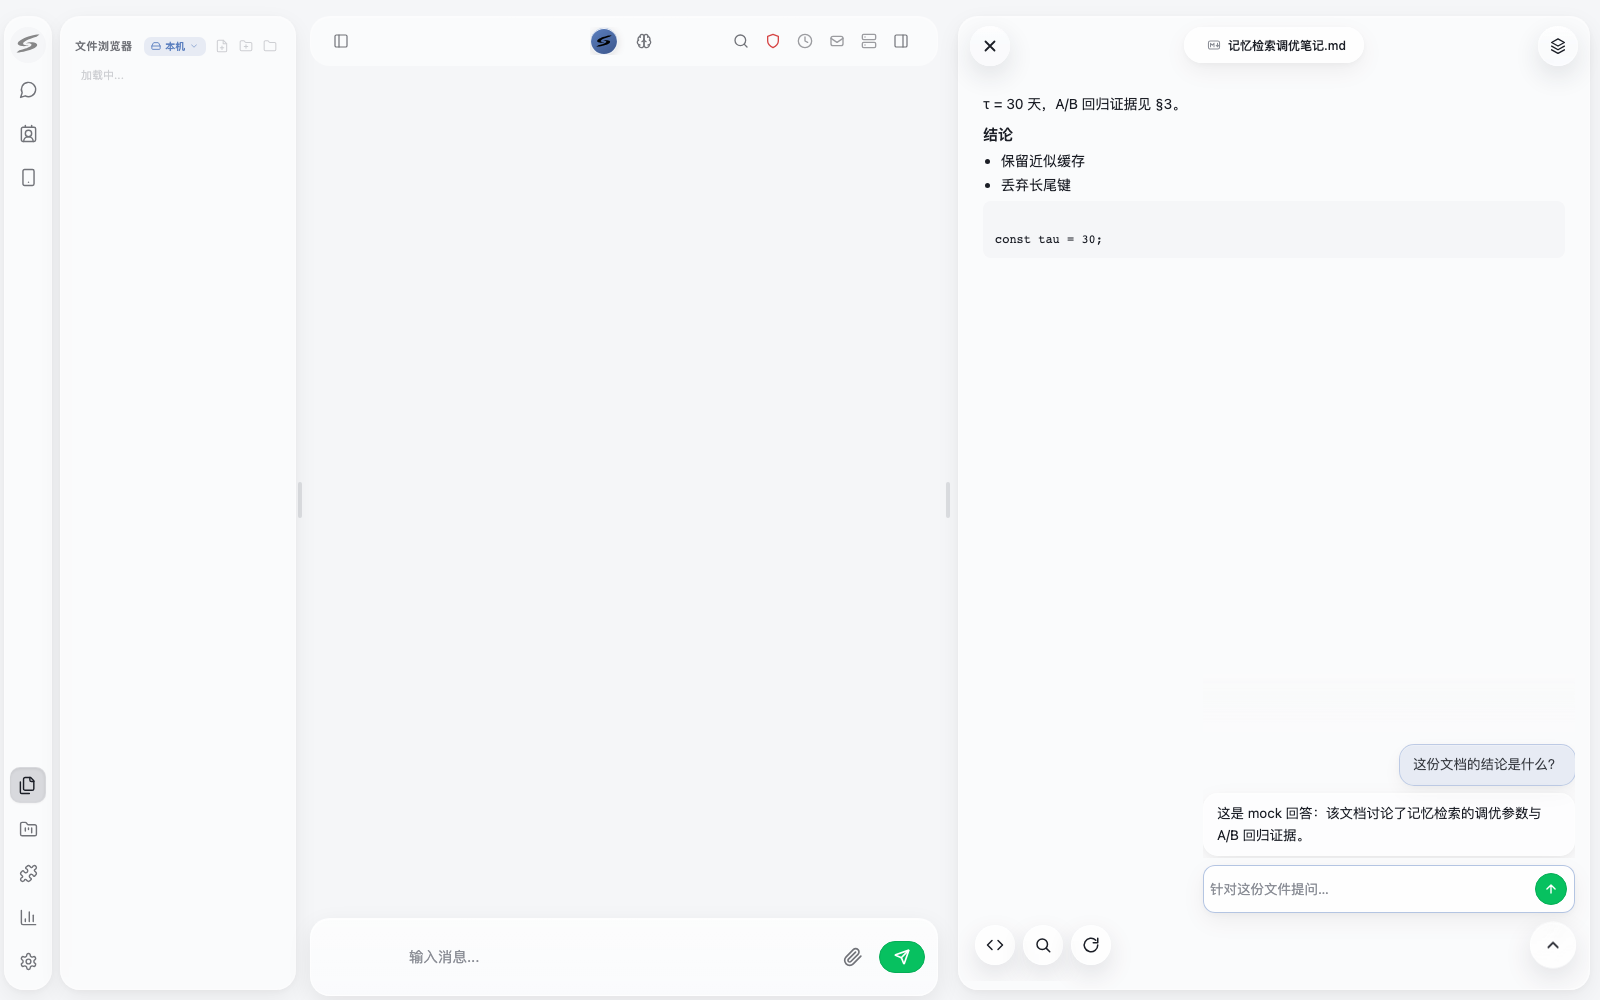 文件浏览器
本机
加载中...
输入消息...
记忆检索调优笔记.md
τ = 30 天，A/B 回归证据见 §3。
结论
保留近似缓存
丢弃长尾键
const tau = 30;
这份文档的结论是什么？
这是 mock 回答：该文档讨论了记忆检索的调优参数与
A/B 回归证据。
针对这份文件提问...